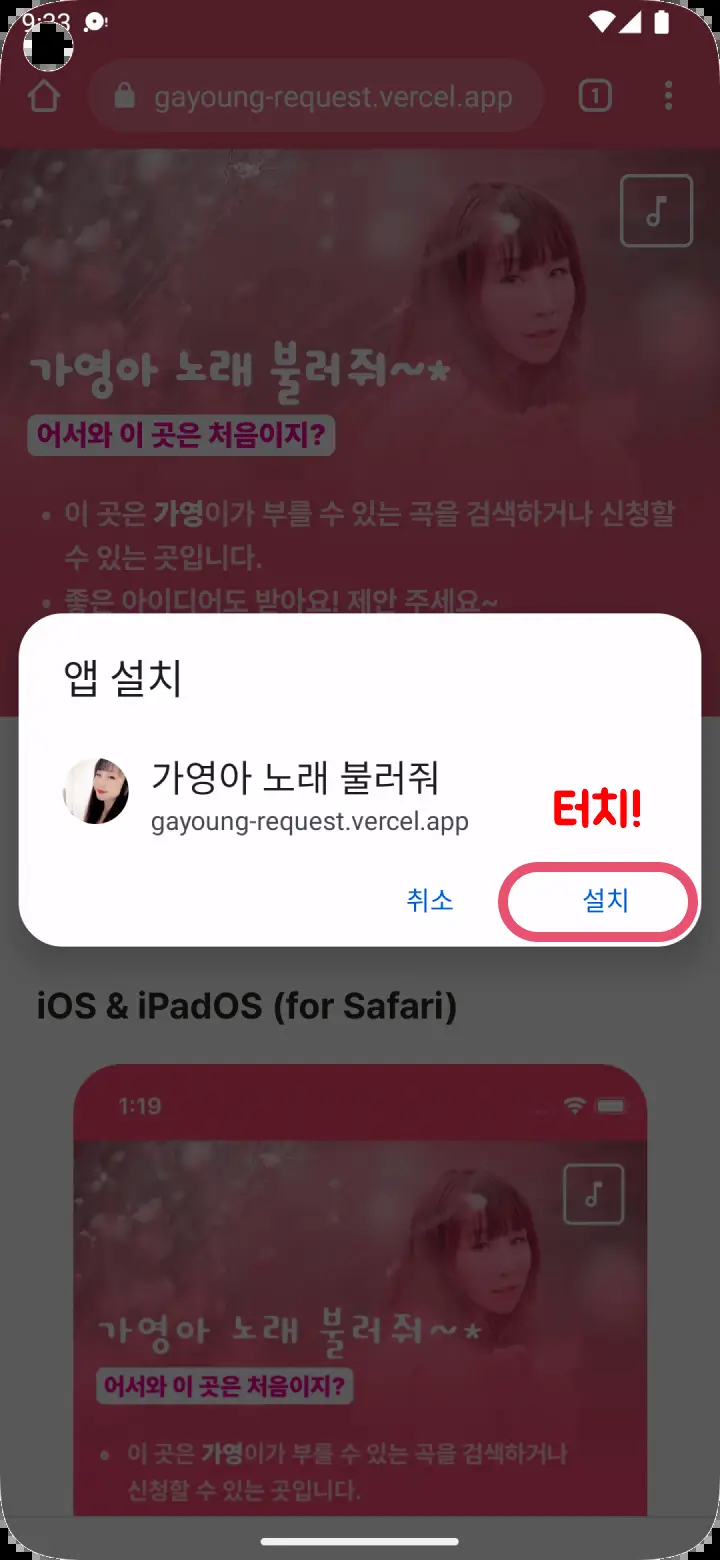 9:23
gayoung-request.vercel.app
1
가영아 노래 불러줘~*
어서와 이 곳은 처음이지?
• 이 곳은 가영이가 부를 수 있는 곡을 검색하거나 신청할
수 있는 곳입니다.
• 좋은 아이디어도 받아요! 제안 주세요~
앱 설치
가영아 노래 불러줘
gayoung-request.vercel.app
터치!
취소
설치
iOS & iPadOS (for Safari)
1:19
가영아 노래 불러줘~*
어서와 이 곳은 처음이지?
• 이 곳은 가영이가 부를 수 있는 곡을 검색하거나
신청할 수 있는 곳입니다.